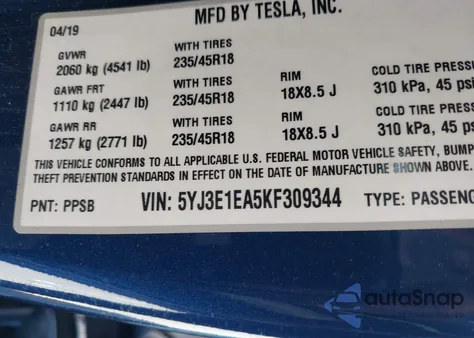 MFD BY TESLA, INC.
04/19
GVWR WITH TIRES
2060 kg (4541 lb) 235/45R18
GAWR FRT WITH TIRES RIM COLD TIRE PRESSURE
1110 kg (2447 lb) 235/45R18 18X8.5 J 310 kPa, 45 psi
GAWR RR WITH TIRES RIM COLD TIRE PRESS
1257 kg (2771 lb) 235/45R18 18X8.5 J 310 kPa, 45
THIS VEHICLE CONFORMS TO ALL APPLICABLE U.S. FEDERAL MOTOR VEHICLE SAFETY, BUMP
THEFT PREVENTION STANDARDS IN EFFECT ON THE DATE OF MANUFACTURE SHOWN ABOVE.
PNT: PPSB VIN: 5YJ3E1EA5KF309344 TYPE: PASSENG
autoSnap